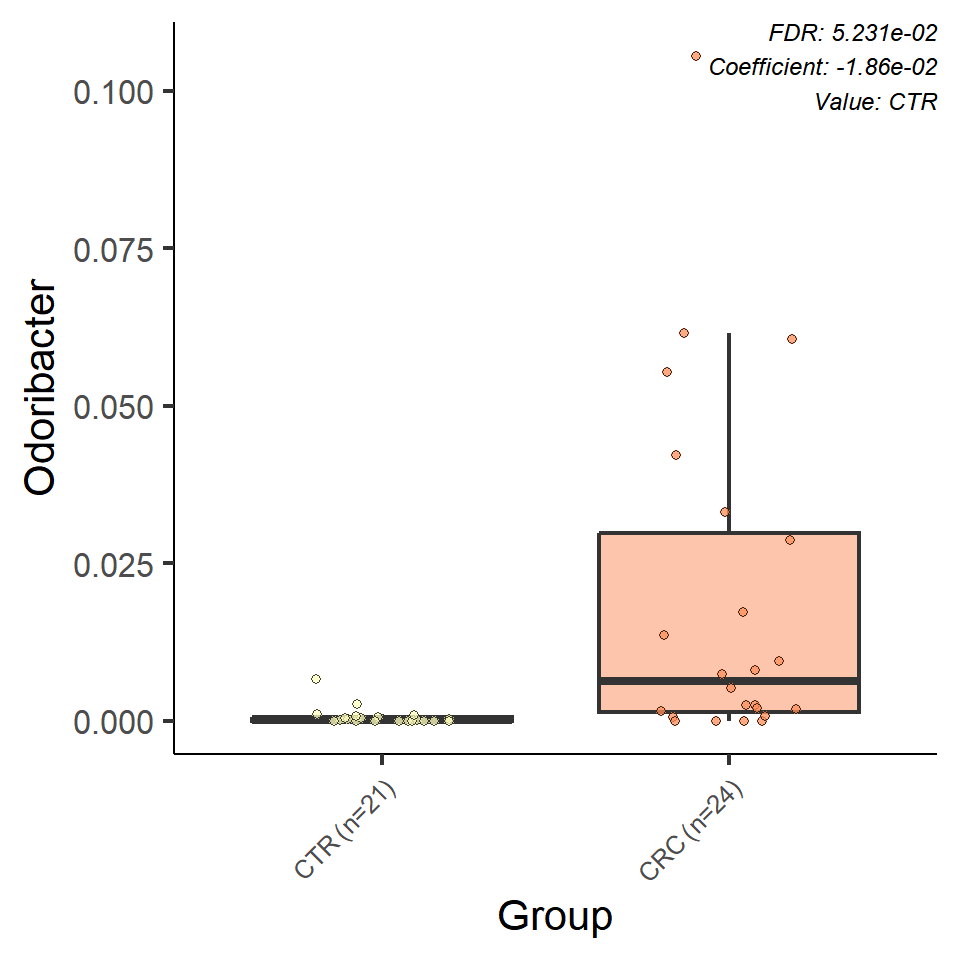 FDR: 5.231e-02
Coefficient: -1.86e-02
Value: CTR
0.100
0.075
0.050
0.025
0.000
Odoribacter
CTR (n=21)
CRC (n=24)
Group